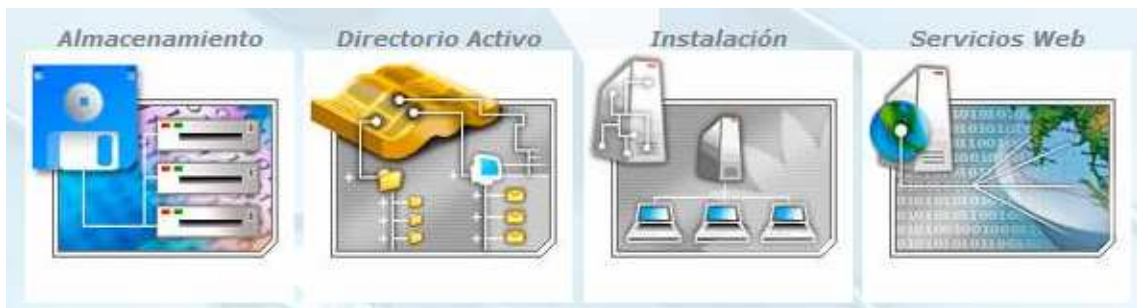 Almacenamiento
Directorio Activo
Instalación
Servicios Web